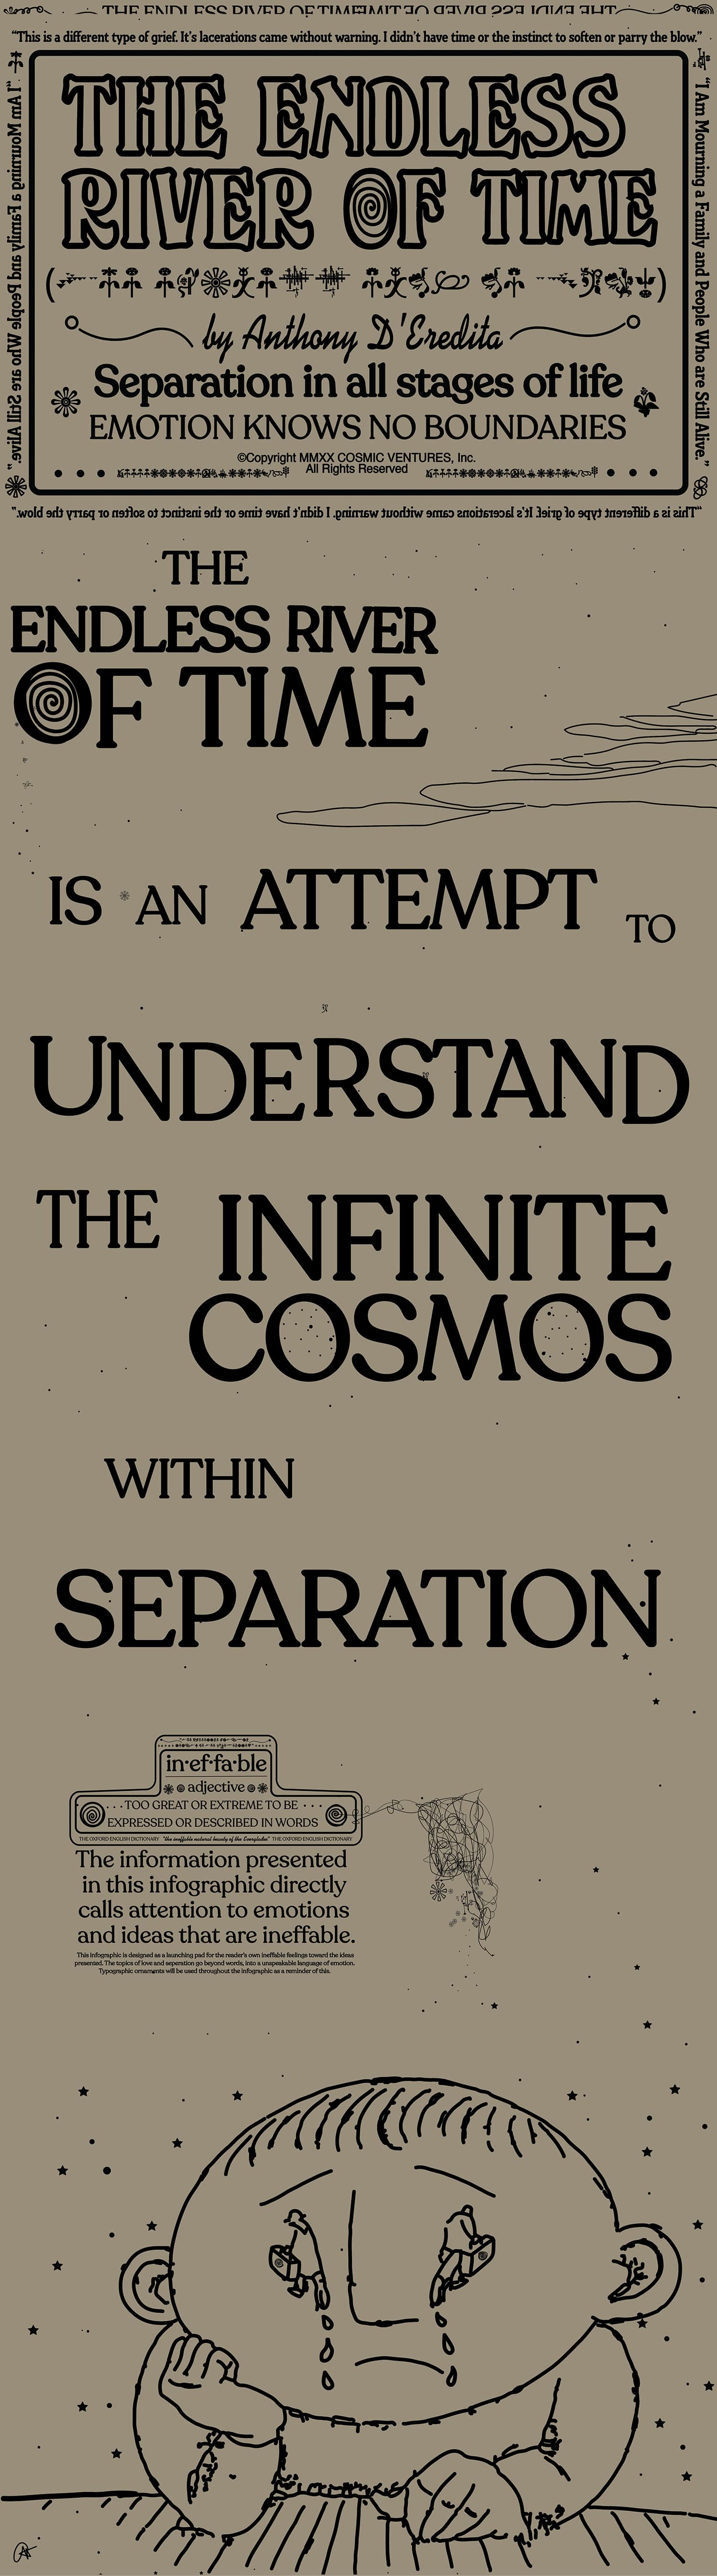 THE ENDLESS RIVER OF TIME
THE ENDLESS RIVER OF TIME
“This is a different type of grief. It's lacerations came without warning. I didn't have time or the instinct to soften or parry the blow.”
“I Am Mourning a Family and People Who are Still Alive.”
THE ENDLESS
RIVER OF TIME
by Anthony D'Eredita
Separation in all stages of life
EMOTION KNOWS NO BOUNDARIES
©Copyright MMXX COSMIC VENTURES, Inc.
All Rights Reserved
“I Am Mourning a Family and People Who are Still Alive.”
“This is a different type of grief. It's lacerations came without warning. I didn't have time or the instinct to soften or parry the blow.”
THE
ENDLESS RIVER
OF TIME
IS AN ATTEMPT TO
UNDERSTAND
THE INFINITE
COSMOS
WITHIN
SEPARATION
in·ef·fa·ble
adjective
TOO GREAT OR EXTREME TO BE
EXPRESSED OR DESCRIBED IN WORDS
THE OXFORD ENGLISH DICTIONARY "the ineffable natural beauty of the Everglades" THE OXFORD ENGLISH DICTIONARY
The information presented
in this infographic directly
calls attention to emotions
and ideas that are ineffable.
This infographic is designed as a launching pad for the reader's own ineffable feelings toward the ideas
presented. The topics of love and seperation go beyond words, into a unspeakable language of emotion.
Typographic ornaments will be used throughout the infographic as a reminder of this.